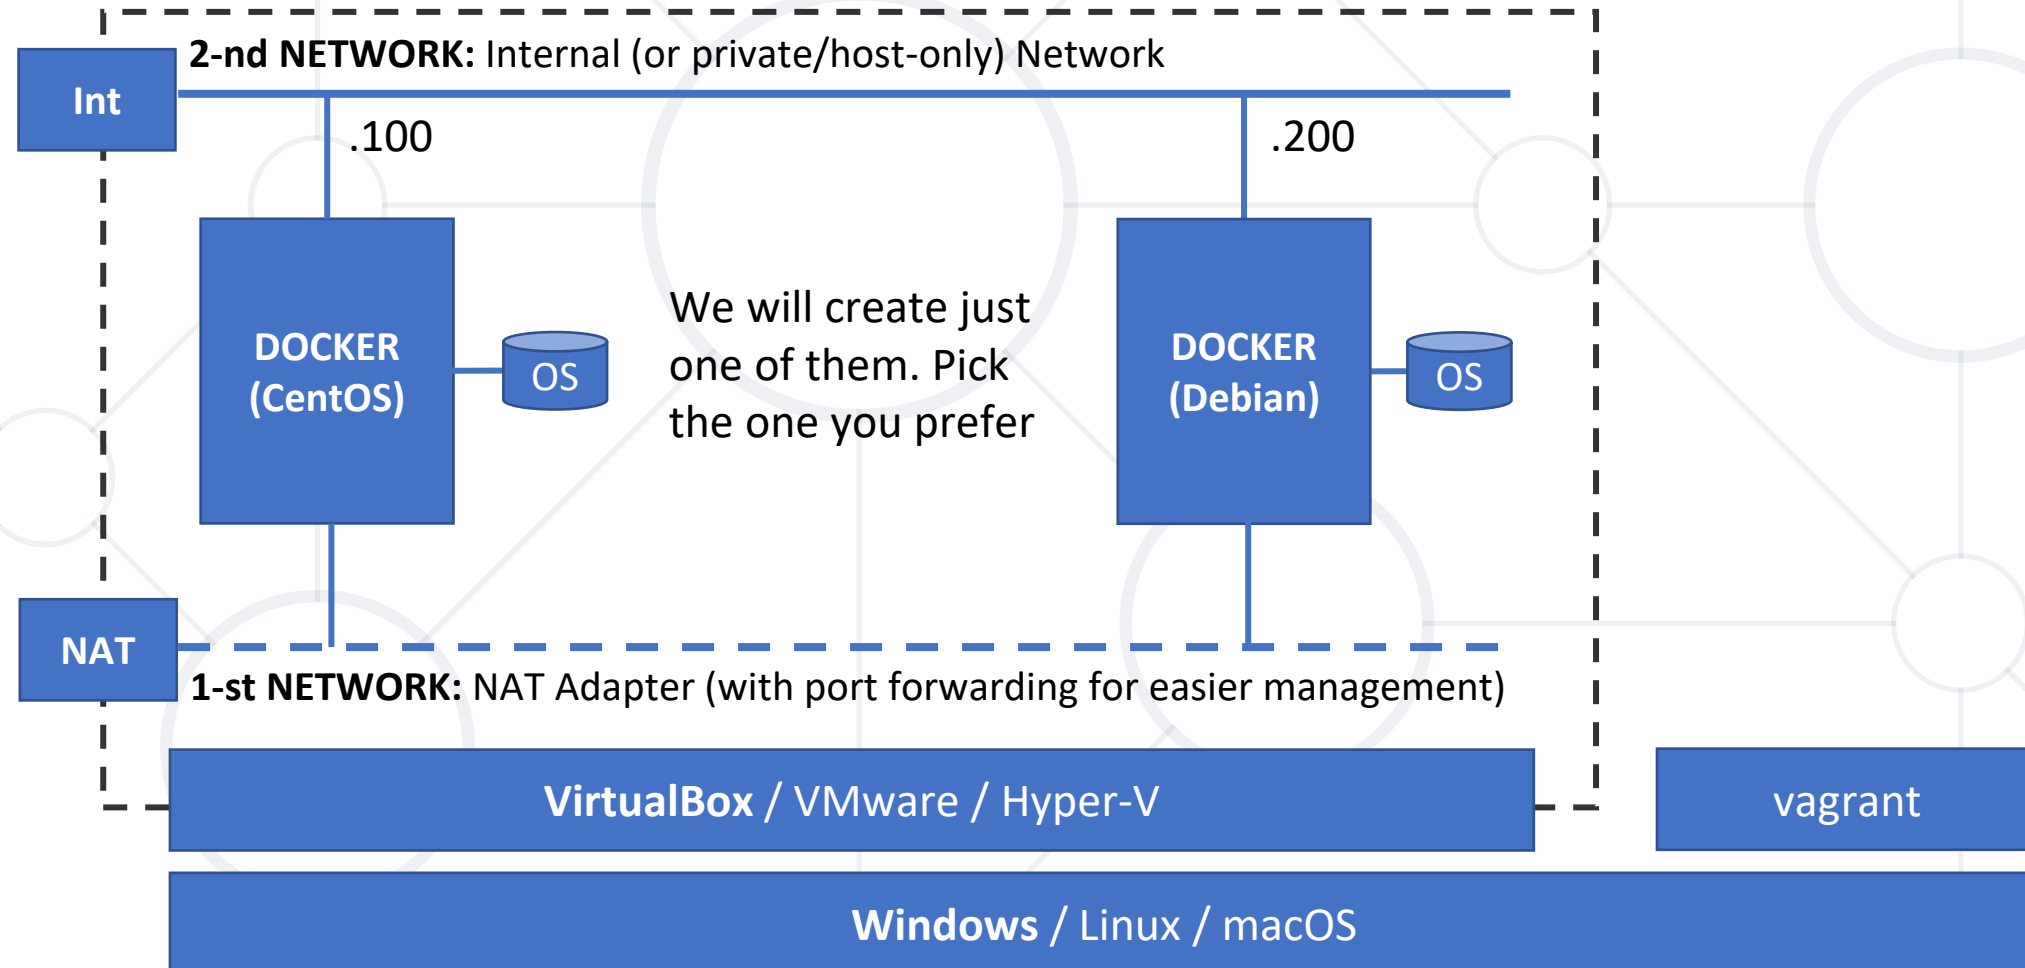 2-nd NETWORK: Internal (or private/host-only) Network
Int
.100
.200
DOCKER
(CentOS)
OS
We will create just
one of them. Pick
the one you prefer
DOCKER
(Debian)
OS
NAT
1-st NETWORK: NAT Adapter (with port forwarding for easier management)
VirtualBox / VMware / Hyper-V
vagrant
Windows / Linux / macOS